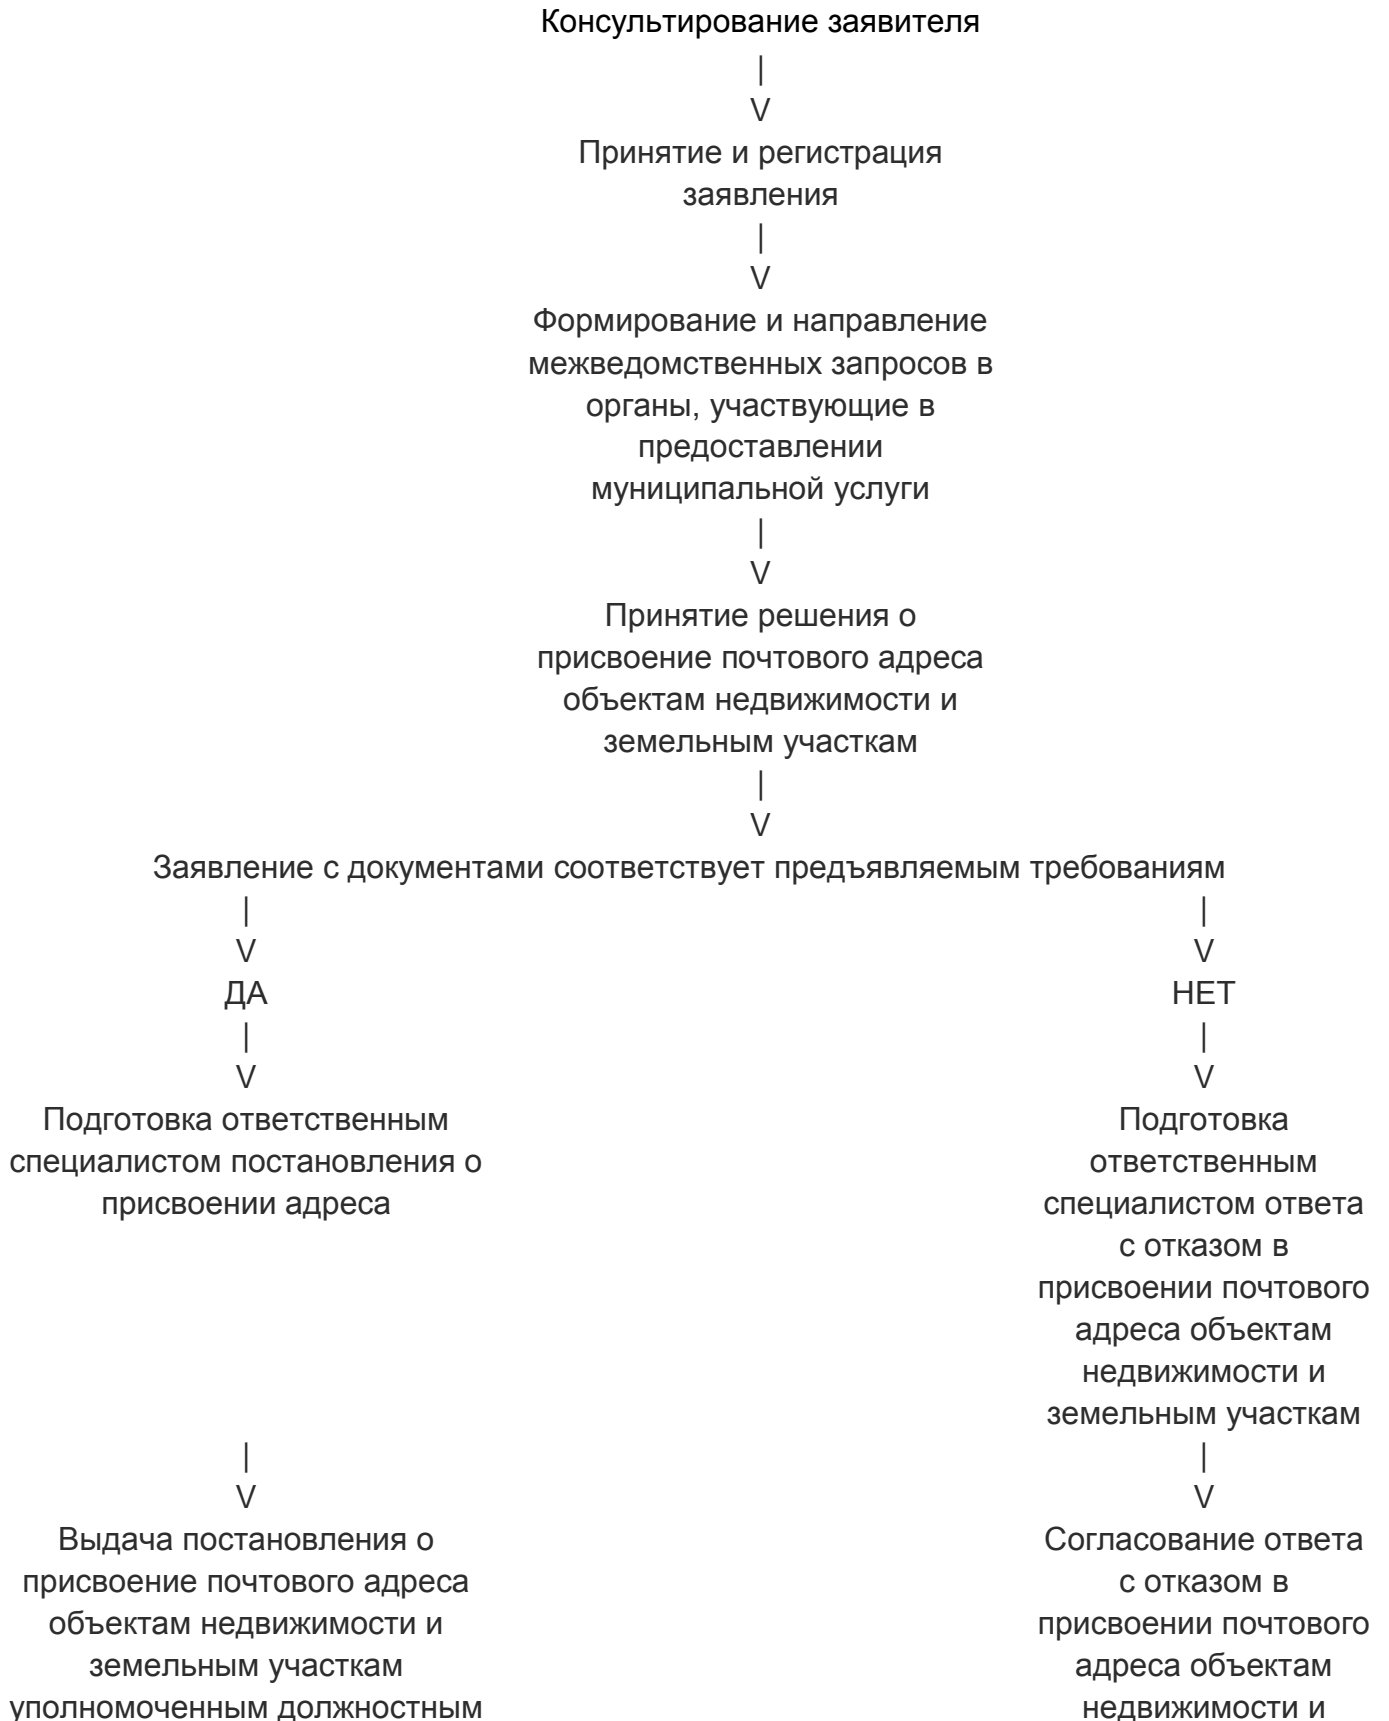 Консультирование заявителя
|
V
Принятие и регистрация
заявления
|
V
Формирование и направление
межведомственных запросов в
органы, участвующие в
предоставлении
муниципальной услуги
|
V
Принятие решения о
присвоение почтового адреса
объектам недвижимости и
земельным участкам
|
V
Заявление с документами соответствует предъявляемым требованиям
|
V
ДА
|
V
Подготовка ответственным
специалистом постановления о
присвоении адреса
|
V
Выдача постановления о
присвоение почтового адреса
объектам недвижимости и
земельным участкам
уполномоченным должностным
|
V
НЕТ
|
V
Подготовка
ответственным
специалистом ответа
с отказом в
присвоении почтового
адреса объектам
недвижимости и
земельным участкам
|
V
Согласование ответа
с отказом в
присвоении почтового
адреса объектам
недвижимости и